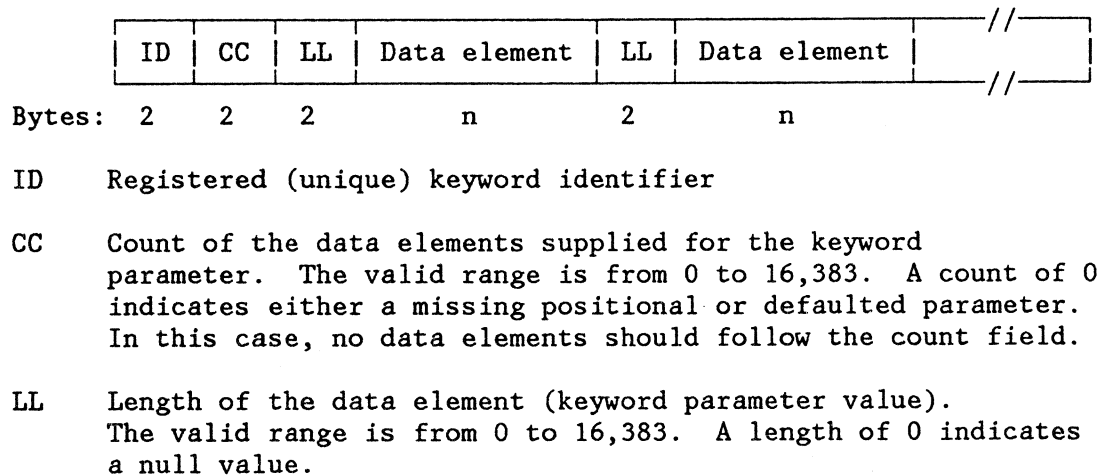 //
ID CC LL Data element LL Data element
//
Bytes: 2 2 2 n 2 n
ID Registered (unique) keyword identifier
CC Count of the data elements supplied for the keyword
parameter. The valid range is from 0 to 16,383. A count of 0
indicates either a missing positional or defaulted parameter.
In this case, no data elements should follow the count field.
LL Length of the data element (keyword parameter value).
The valid range is from 0 to 16,383. A length of 0 indicates
a null value.